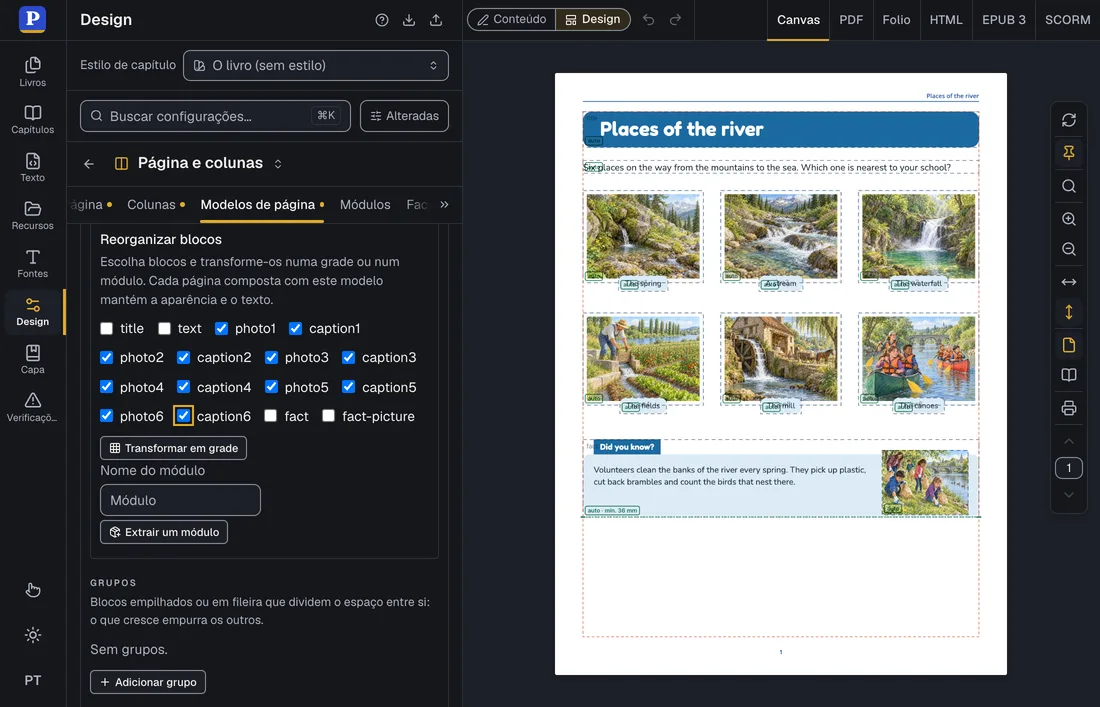 P
Design
Conteúdo
Design
Canvas
PDF
Folio
HTML
EPUB 3
SCORM
Livros
Capítulos
Texto
Recursos
Fontes
Design
Capa
Verificaçõ...
PT
Estilo de capítulo
O livro (sem estilo)
Buscar configurações...
⌘K
Alteradas
Página e colunas
ágina
Colunas
Modelos de página
Módulos
Fac
»
Reorganizar blocos
Escolha blocos e transforme-os numa grade ou num
módulo. Cada página composta com este modelo
mantém a aparência e o texto.
title text photo1 caption1
photo2 caption2 photo3 caption3
photo4 caption4 photo5 caption5
photo6 caption6 fact fact-picture
Transformar em grade
Nome do módulo
Módulo
Extrair um módulo
GRUPOS
Blocos empilhados ou em fileira que dividem o espaço entre si:
o que cresce empurra os outros.
Sem grupos.
+ Adicionar grupo
Places of the river
Places of the river
auto
places on the way from the mountains to the sea. Which one is nearest to your school?
The spring
A stream
The waterfall
The fields
The mill
canoes
Did you know?
Volunteers clean the banks of the river every spring. They pick up plastic,
cut back brambles and count the birds that nest there.
auto · min. 36 mm
1
1